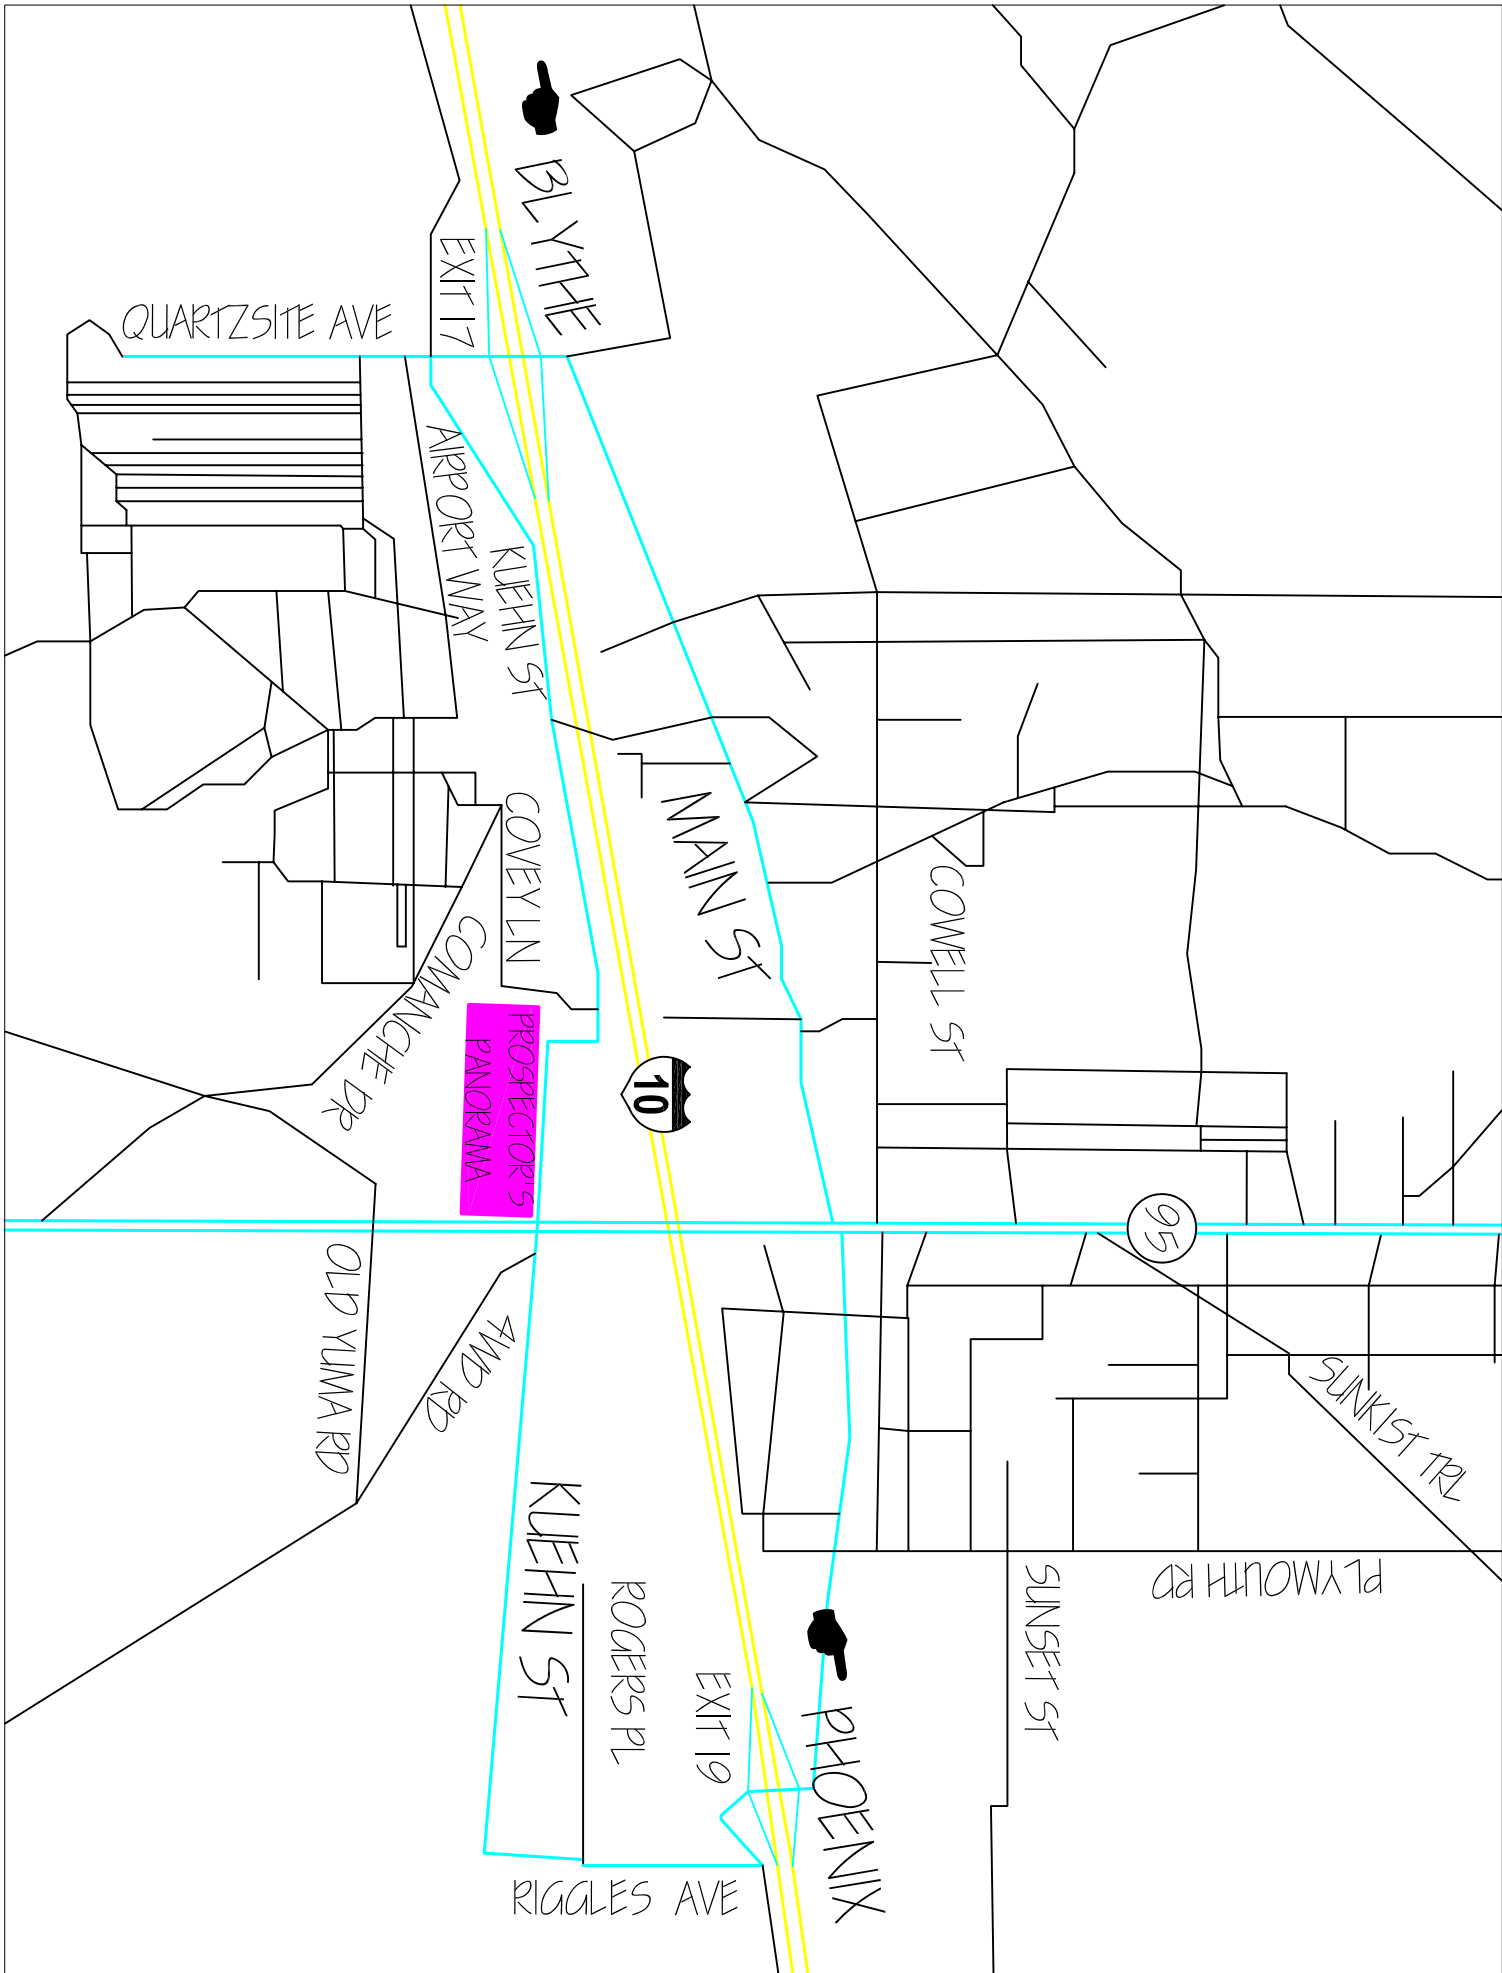 BLYTHE
EXIT 17
QUARTZSITE AVE
AIRPORT WAY
KUEHN ST
COVEY LN
MAIN ST
COWELL ST
COMANCHE DR
PROSPECTOR'S
PANORAMA
10
95
OLD YUMA RD
4WD RD
SUNKIST TRL
KUEHN ST
ROGERS PL
PLYMOUTH RD
SUNSET ST
EXIT 19
PHOENIX
RIGGLES AVE